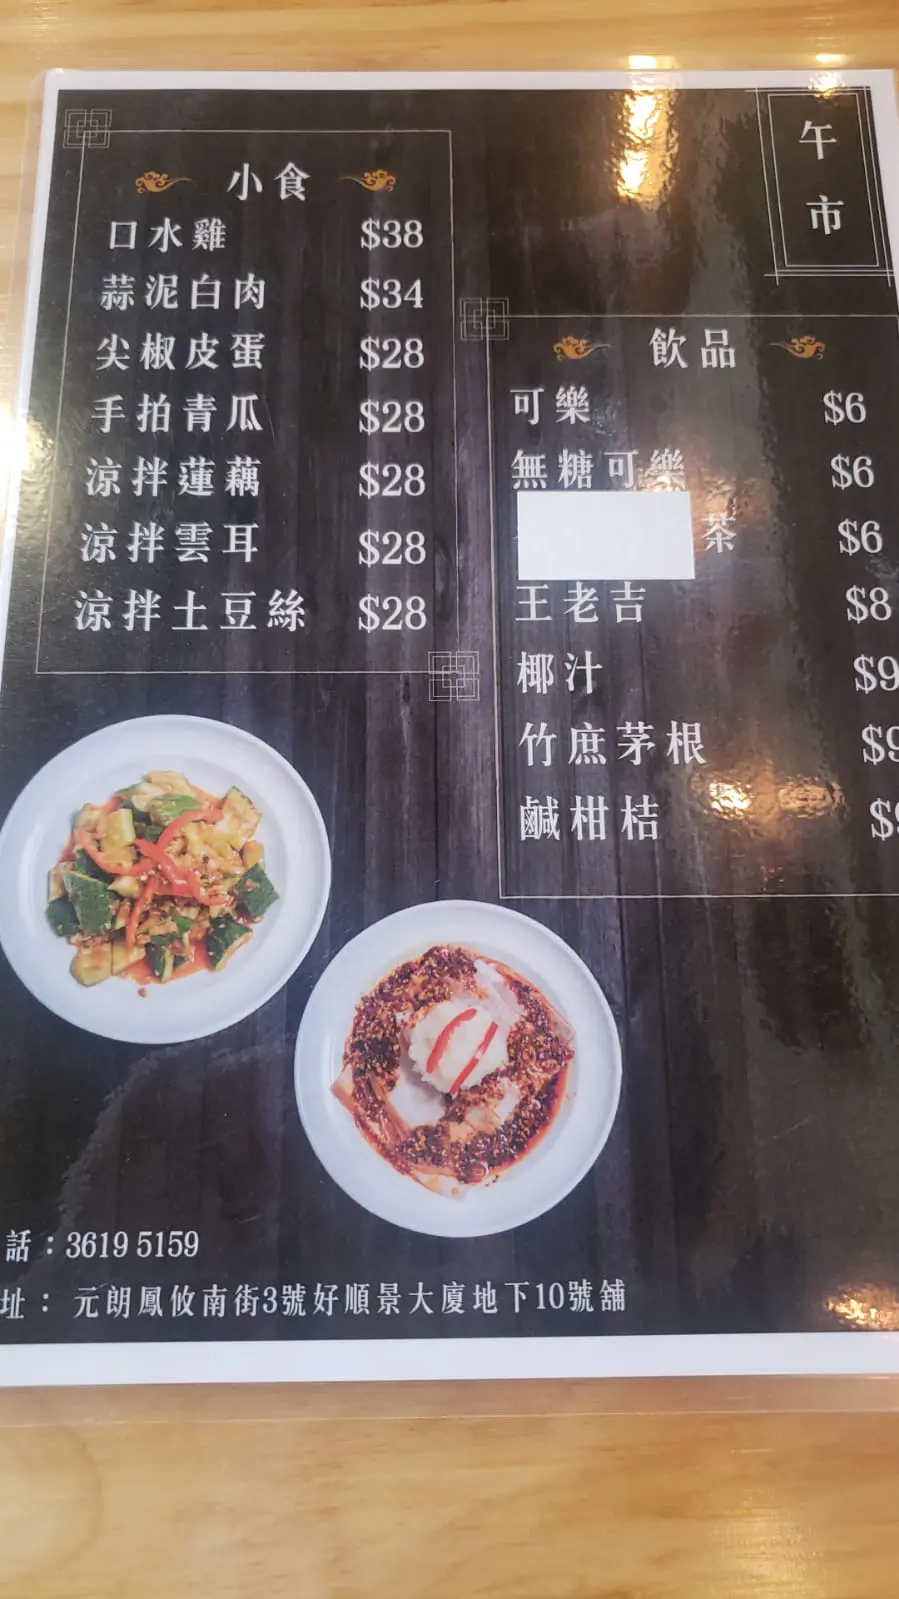 午市
小食
口水雞 $38
蒜泥白肉 $34
尖椒皮蛋 $28
手拍青瓜 $28
涼拌蓮藕 $28
涼拌雲耳 $28
涼拌土豆絲 $28
飲品
可樂 $6
無糖可樂 $6
茶 $6
王老吉 $8
椰汁 $9
竹庶茅根 $9
鹹柑桔 $9
話：3619 5159
址： 元朗鳳攸南街3號好順景大廈地下10號舖